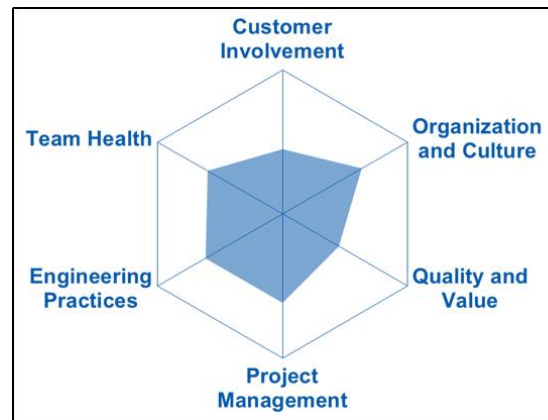 Customer
Involvement
Team Health
Organization
and Culture
Engineering
Practices
Quality and
Value
Project
Management